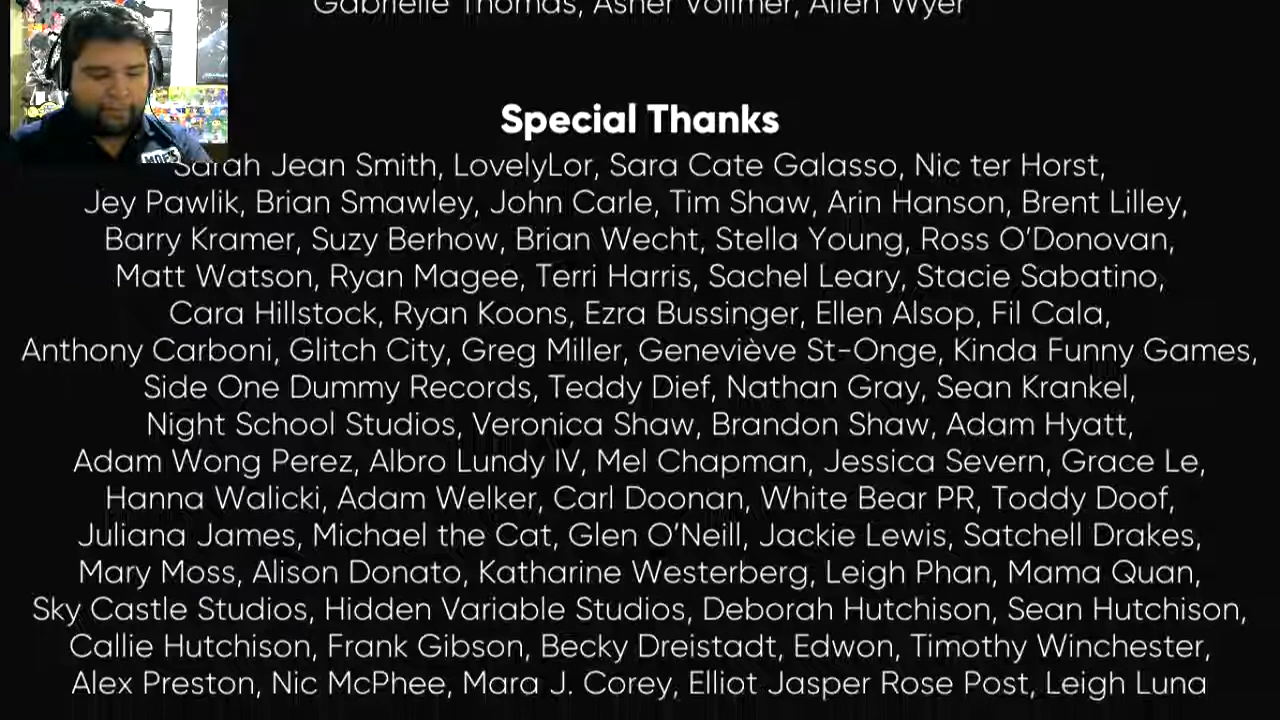 Gabrielle Thomas, Asher Vollmer, Allen Wyer
Special Thanks
Sarah Jean Smith, LovelyLor, Sara Cate Galasso, Nic ter Horst,
Jey Pawlik, Brian Smawley, John Carle, Tim Shaw, Arin Hanson, Brent Lilley,
Barry Kramer, Suzy Berhow, Brian Wecht, Stella Young, Ross O’Donovan,
Matt Watson, Ryan Magee, Terri Harris, Sachel Leary, Stacie Sabatino,
Cara Hillstock, Ryan Koons, Ezra Bussinger, Ellen Alsop, Fil Cala,
Anthony Carboni, Glitch City, Greg Miller, Geneviève St-Onge, Kinda Funny Games,
Side One Dummy Records, Teddy Dief, Nathan Gray, Sean Krankel,
Night School Studios, Veronica Shaw, Brandon Shaw, Adam Hyatt,
Adam Wong Perez, Albro Lundy IV, Mel Chapman, Jessica Severn, Grace Le,
Hanna Walicki, Adam Welker, Carl Doonan, White Bear PR, Toddy Doof,
Juliana James, Michael the Cat, Glen O’Neill, Jackie Lewis, Satchell Drakes,
Mary Moss, Alison Donato, Katharine Westerberg, Leigh Phan, Mama Quan,
Sky Castle Studios, Hidden Variable Studios, Deborah Hutchison, Sean Hutchison,
Callie Hutchison, Frank Gibson, Becky Dreistadt, Edwon, Timothy Winchester,
Alex Preston, Nic McPhee, Mara J. Corey, Elliot Jasper Rose Post, Leigh Luna